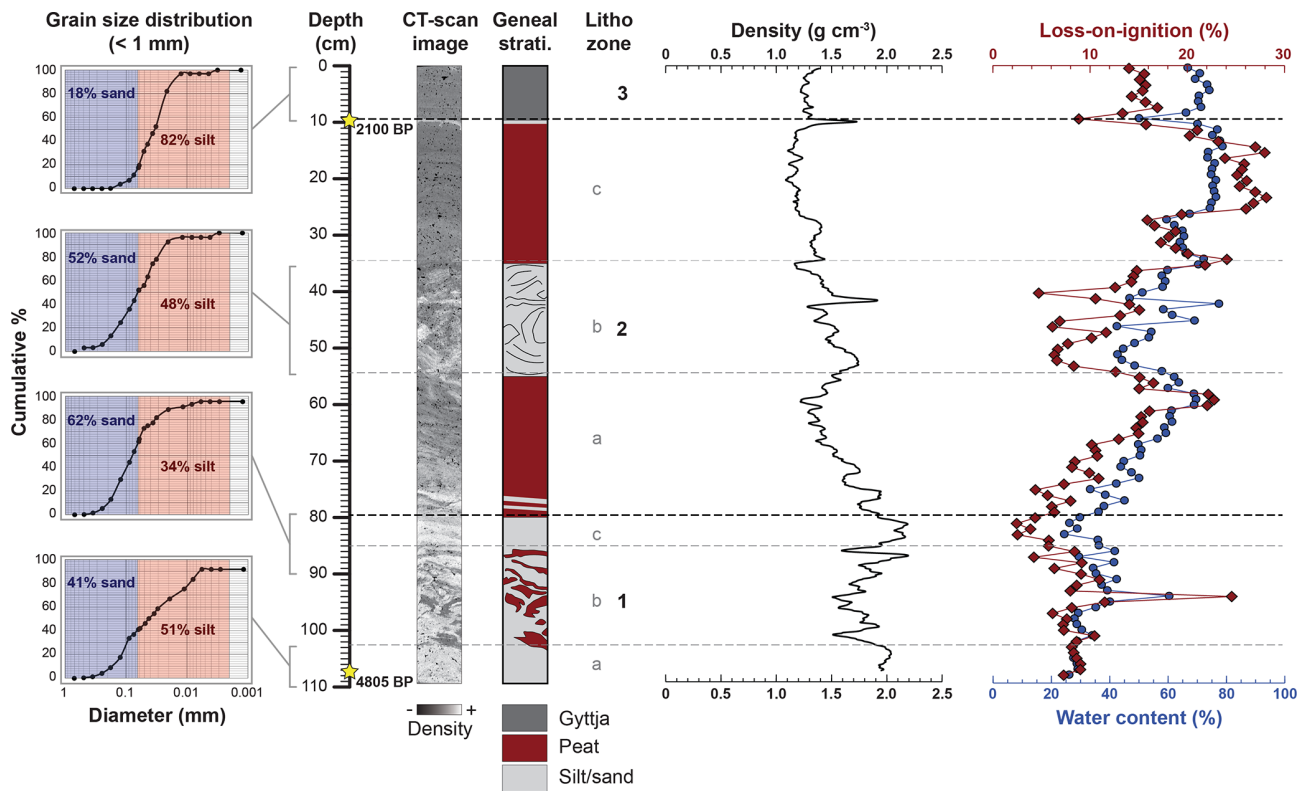 Grain size distribution
(< 1 mm)
Depth
(cm)
CT-scan
image
Geneal
strati.
Litho
zone
Density (g cm-3)
0 0.5 1.0 1.5 2.0 2.5
Loss-on-ignition (%)
0 10 20 30
Cumulative %
100
80
60
40
20
0
18% sand
82% silt
100
80
60
40
20
0
52% sand
48% silt
100
80
60
40
20
0
62% sand
34% silt
100
80
60
40
20
0
41% sand
51% silt
1 0.1 0.01 0.001
Diameter (mm)
0
10
2100 BP
20
30
40
50
60
70
80
90
100
4805 BP
110
- +
Density
3
c
b 2
a
c
b 1
a
Gyttja
Peat
Silt/sand
0 0.5 1.0 1.5 2.0 2.5
0 20 40 60 80 100
Water content (%)